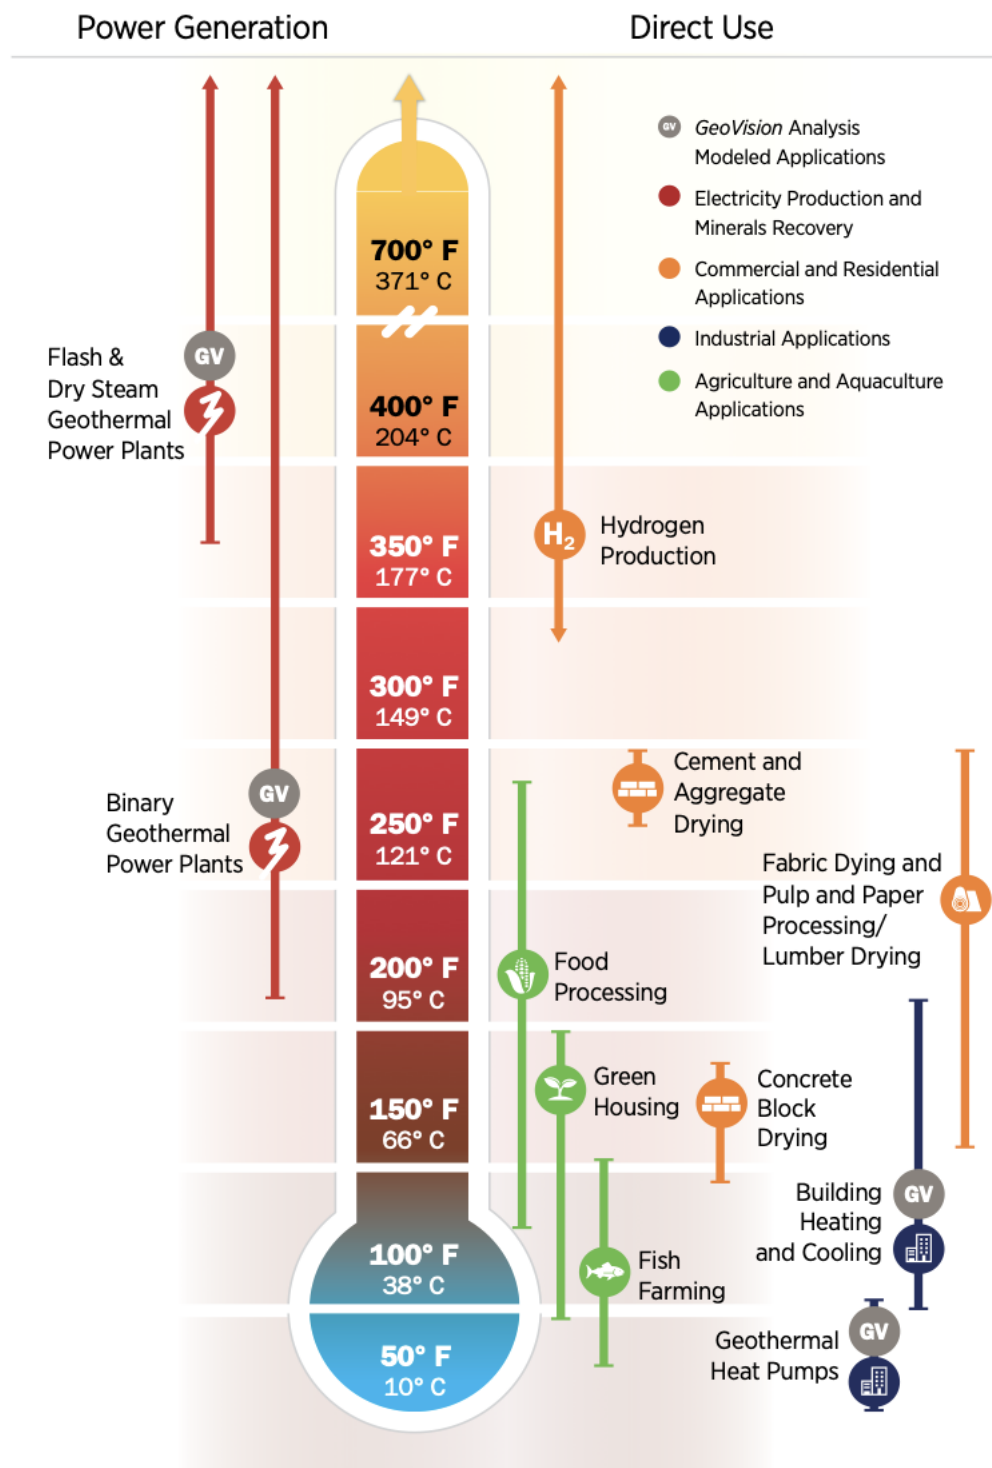 Power Generation
Direct Use
GV GeoVision Analysis
Modeled Applications
Electricity Production and
Minerals Recovery
Commercial and Residential
Applications
Industrial Applications
Agriculture and Aquaculture
Applications
700° F
371° C
GV
Flash &
Dry Steam
Geothermal
Power Plants
400° F
204° C
H₂
Hydrogen
Production
350° F
177° C
300° F
149° C
Cement and
Aggregate
Drying
GV
Binary
Geothermal
Power Plants
250° F
121° C
Fabric Dying and
Pulp and Paper
Processing/
Lumber Drying
200° F
95° C
Food
Processing
Green
Housing
Concrete
Block
Drying
150° F
66° C
Building
Heating
and Cooling
GV
100° F
38° C
Fish
Farming
Geothermal
Heat Pumps
GV
50° F
10° C